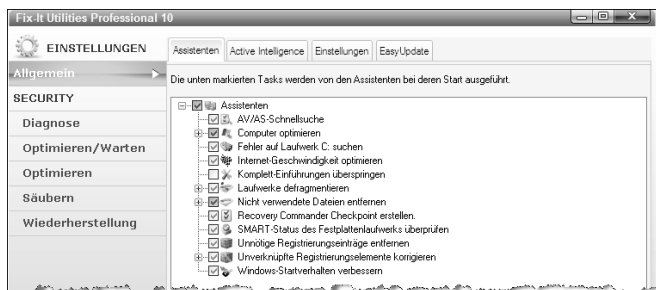 Fix-It Utilities Professional 10
EINSTELLUNGEN
Allgemein
SECURITY
Diagnose
Optimieren/Warten
Optimieren
Säubern
Wiederherstellung
Assistenten
Active Intelligence
Einstellungen
EasyUpdate
Die unten markierten Tasks werden von den Assistenten bei deren Start ausgeführt.
Assistenten
AV/AS-Schnellsuche
Computer optimieren
Fehler auf Laufwerk C: suchen
Internet-Geschwindigkeit optimieren
Komplett-Einführungen überspringen
Laufwerke defragmentieren
Nicht verwendete Dateien entfernen
Recovery Commander Checkpoint erstellen.
SMART-Status des Festplattenlaufwerks überprüfen
Unnötige Registrierungseinträge entfernen
Unverknüpfte Registrierungselemente korrigieren
Windows-Startverhalten verbessern